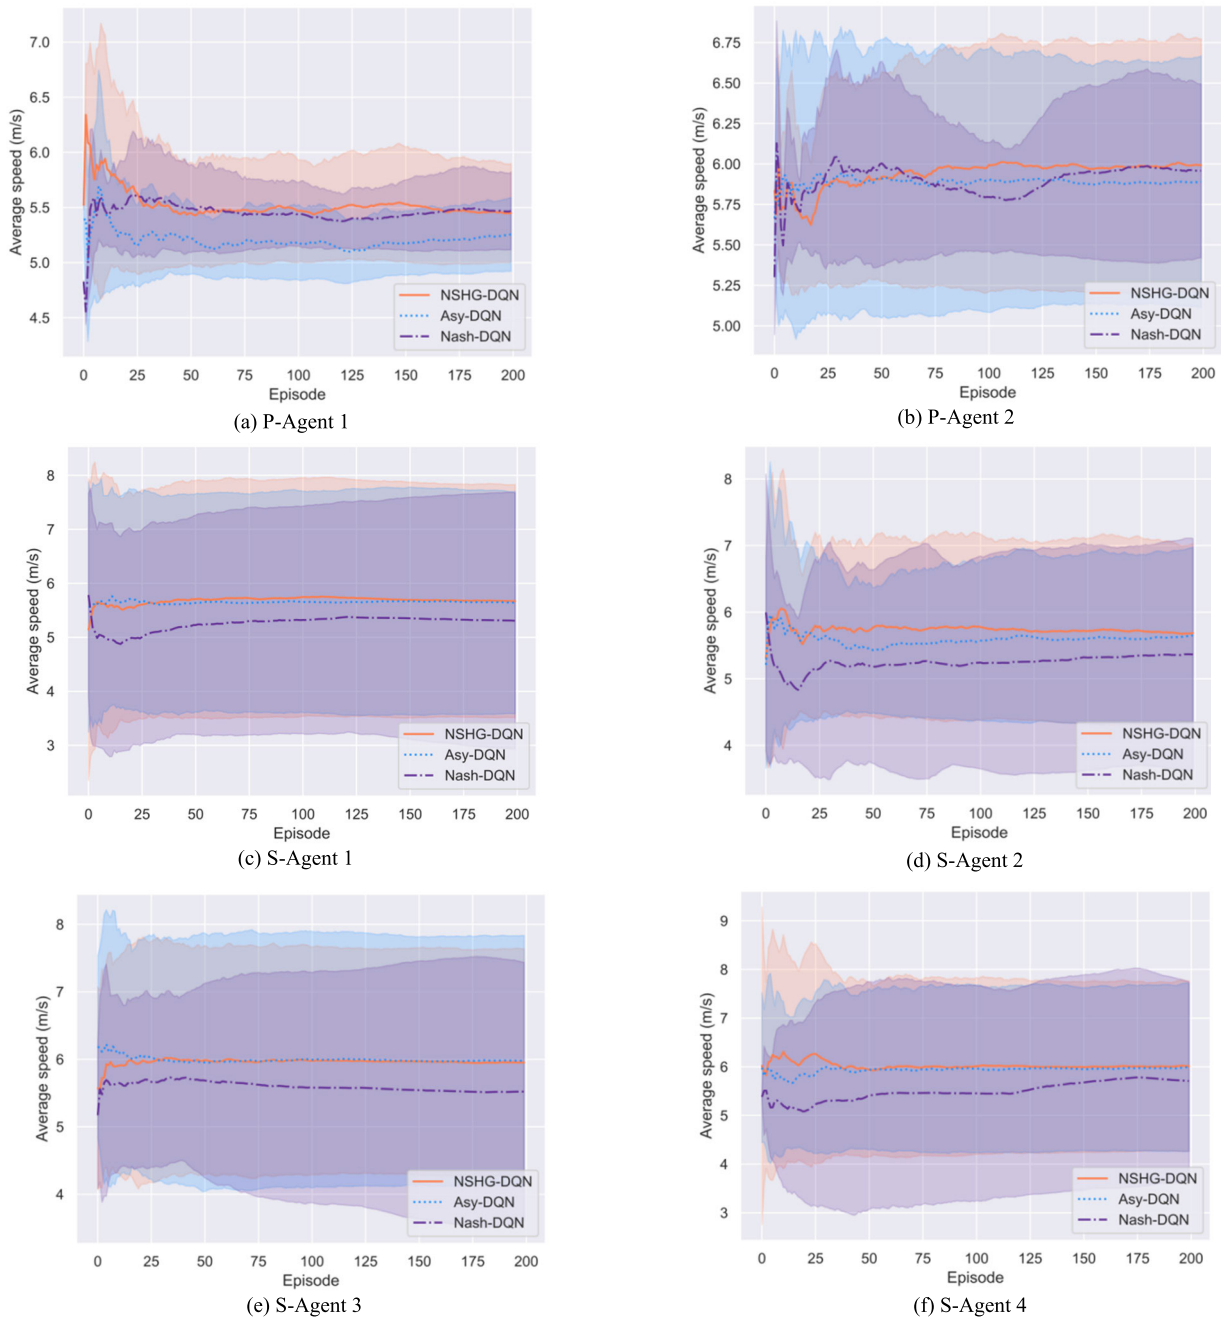 7.0
6.5
6.0
5.5
5.0
4.5
Average speed (m/s)
NSHG-DQN
Asy-DQN
Nash-DQN
0 25 50 75 100 125 150 175 200
Episode
(a) P-Agent 1
6.75
6.50
6.25
6.00
5.75
5.50
5.25
5.00
Average speed (m/s)
NSHG-DQN
Asy-DQN
Nash-DQN
0 25 50 75 100 125 150 175 200
Episode
(b) P-Agent 2
8
7
6
5
4
3
Average speed (m/s)
NSHG-DQN
Asy-DQN
Nash-DQN
0 25 50 75 100 125 150 175 200
Episode
(c) S-Agent 1
8
7
6
5
4
Average speed (m/s)
NSHG-DQN
Asy-DQN
Nash-DQN
0 25 50 75 100 125 150 175 200
Episode
(d) S-Agent 2
8
7
6
5
4
Average speed (m/s)
NSHG-DQN
Asy-DQN
Nash-DQN
0 25 50 75 100 125 150 175 200
Episode
(e) S-Agent 3
9
8
7
6
5
4
3
Average speed (m/s)
NSHG-DQN
Asy-DQN
Nash-DQN
0 25 50 75 100 125 150 175 200
Episode
(f) S-Agent 4